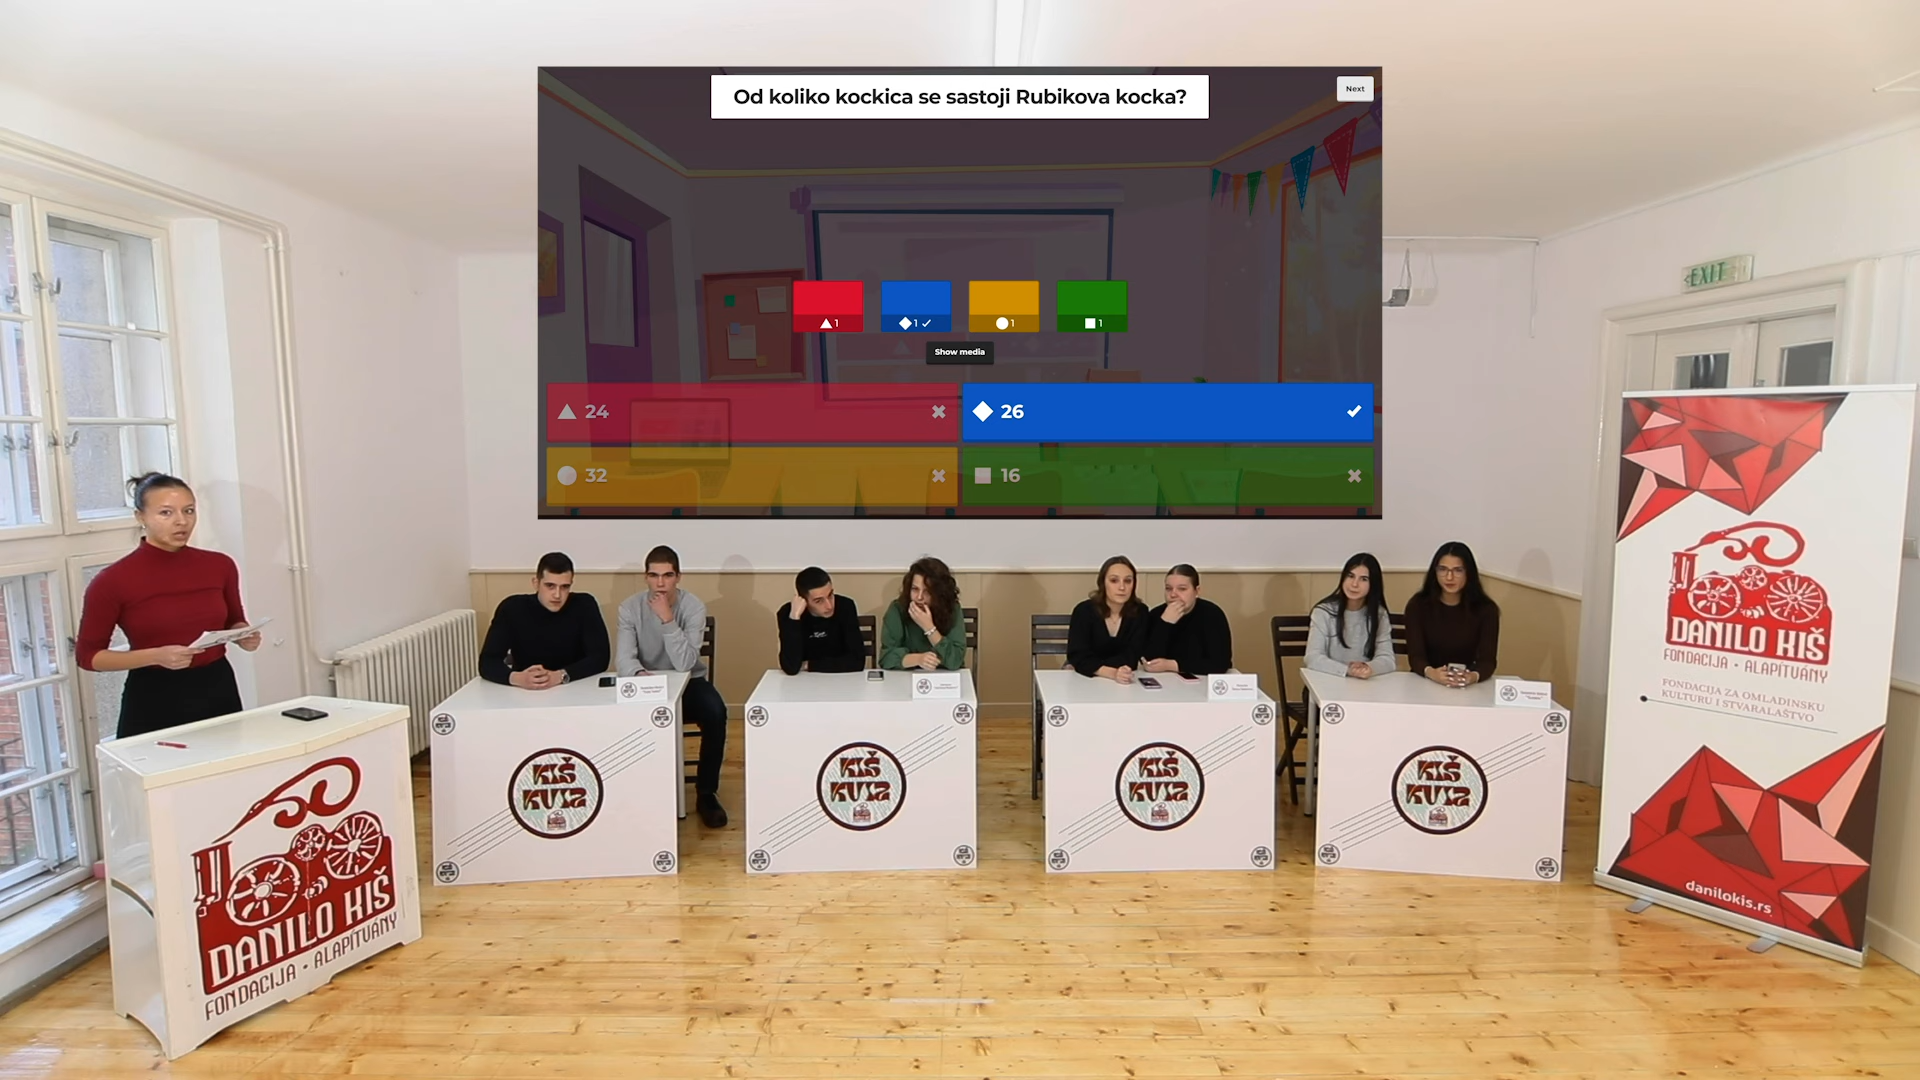 Od koliko kockica se sastoji Rubikova kocka?
Next
1
1
1
1
Show media
24
26
32
16
EXIT
DANILO KIŠ
FONDACIJA • ALAPÍTVÁNY
FONDACIJA ZA OMLADINSKU
KULTURU I STVARALAŠTVO
danilokis.rs
KIŠ
KVIZ
KIŠ
KVIZ
KIŠ
KVIZ
KIŠ
KVIZ
DANILO KIŠ
FONDACIJA • ALAPÍTVÁNY